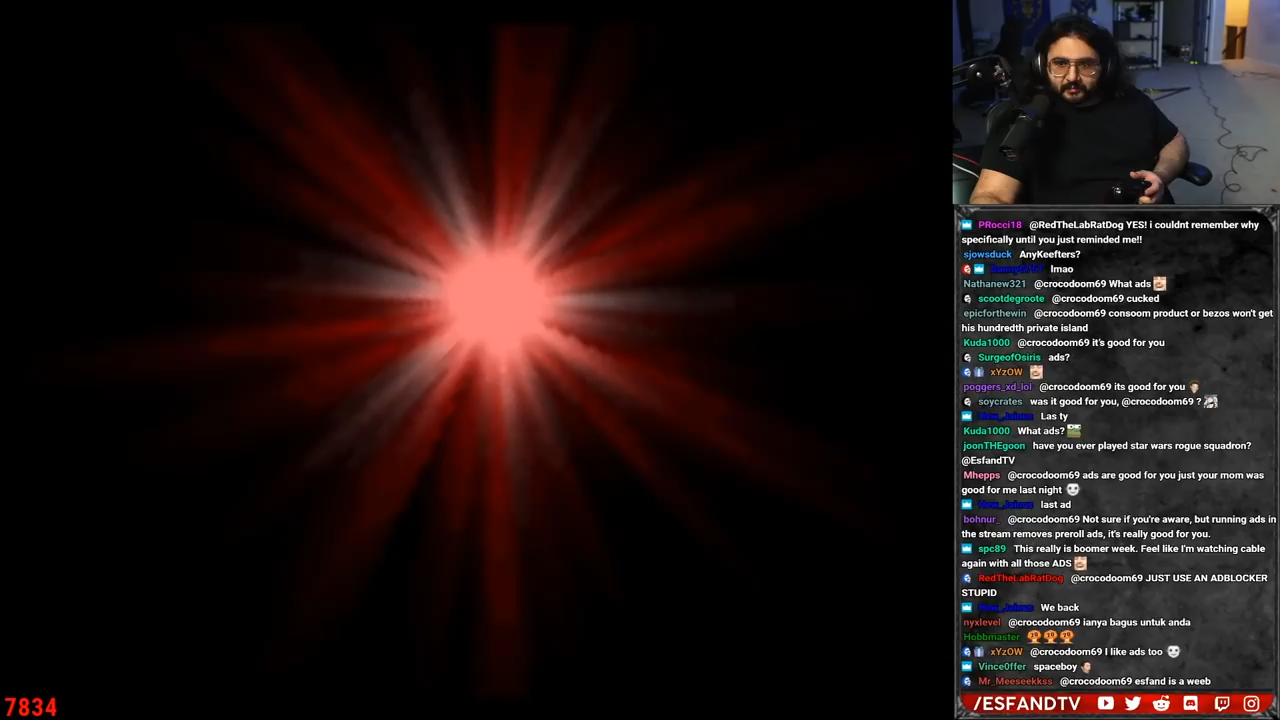 PRocci18 @RedTheLabRatDog YES! i couldnt remember why
specifically until you just reminded me!!
sjowsduck AnyKeefters?
lmao
Nathanew321 @crocodoom69 What ads
scootdegroote @crocodoom69 cucked
epicforthewin @crocodoom69 consoom product or bezos won't get
his hundredth private island
Kuda1000 @crocodoom69 it's good for you
SurgeofOsiris ads?
xYzOW
poggers_xd_lol @crocodoom69 its good for you
soycrates was it good for you, @crocodoom69 ?
Las ty
Kuda1000 What ads?
joonTHEgoon have you ever played star wars rogue squadron?
@EsfandTV
Mhepps @crocodoom69 ads are good for you just your mom was
good for me last night
last ad
bohnur_ @crocodoom69 Not sure if you're aware, but running ads in
the stream removes preroll ads, it's really good for you.
spc89 This really is boomer week. Feel like I'm watching cable
again with all those ADS
RedTheLabRatDog @crocodoom69 JUST USE AN ADBLOCKER
STUPID
We back
nyxlevel @crocodoom69 ianya bagus untuk anda
Hobbmaster
xYzOW @crocodoom69 I like ads too
Vince0ffer spaceboy
Mr_Meeseekkss @crocodoom69 esfand is a weeb
/ESFANDTV
7834